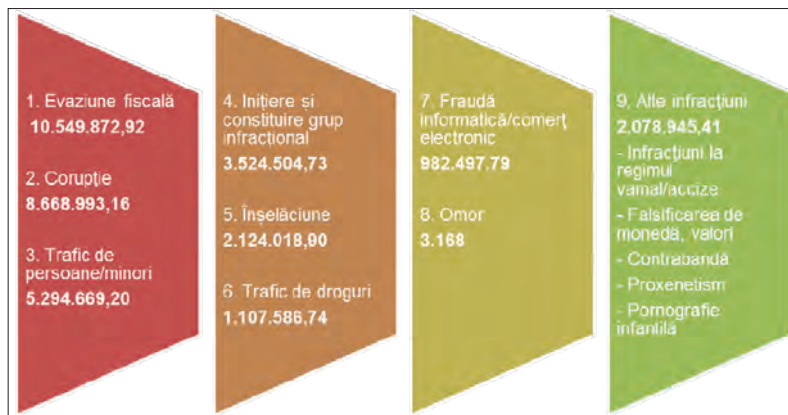 1. Evaziune fiscală
10.549.872,92
2. Corupție
8.668.993,16
3. Trafic de
persoane/minori
5.294.669,20
4. Inițiere și
constituire grup
infracțional
3.524.504,73
5. Înșelăciune
2.124.018,90
6. Trafic de droguri
1.107.586,74
7. Fraudă
informatică/comerț
electronic
982.497.79
8. Omor
3.168
9, Alte infracțiuni
2.078.945,41
- Infracțiuni la
regimul
vamal/accize
- Falsificarea de
monedă, valori
- Contrabandă
- Proxenetism
- Pornografie
infantilă